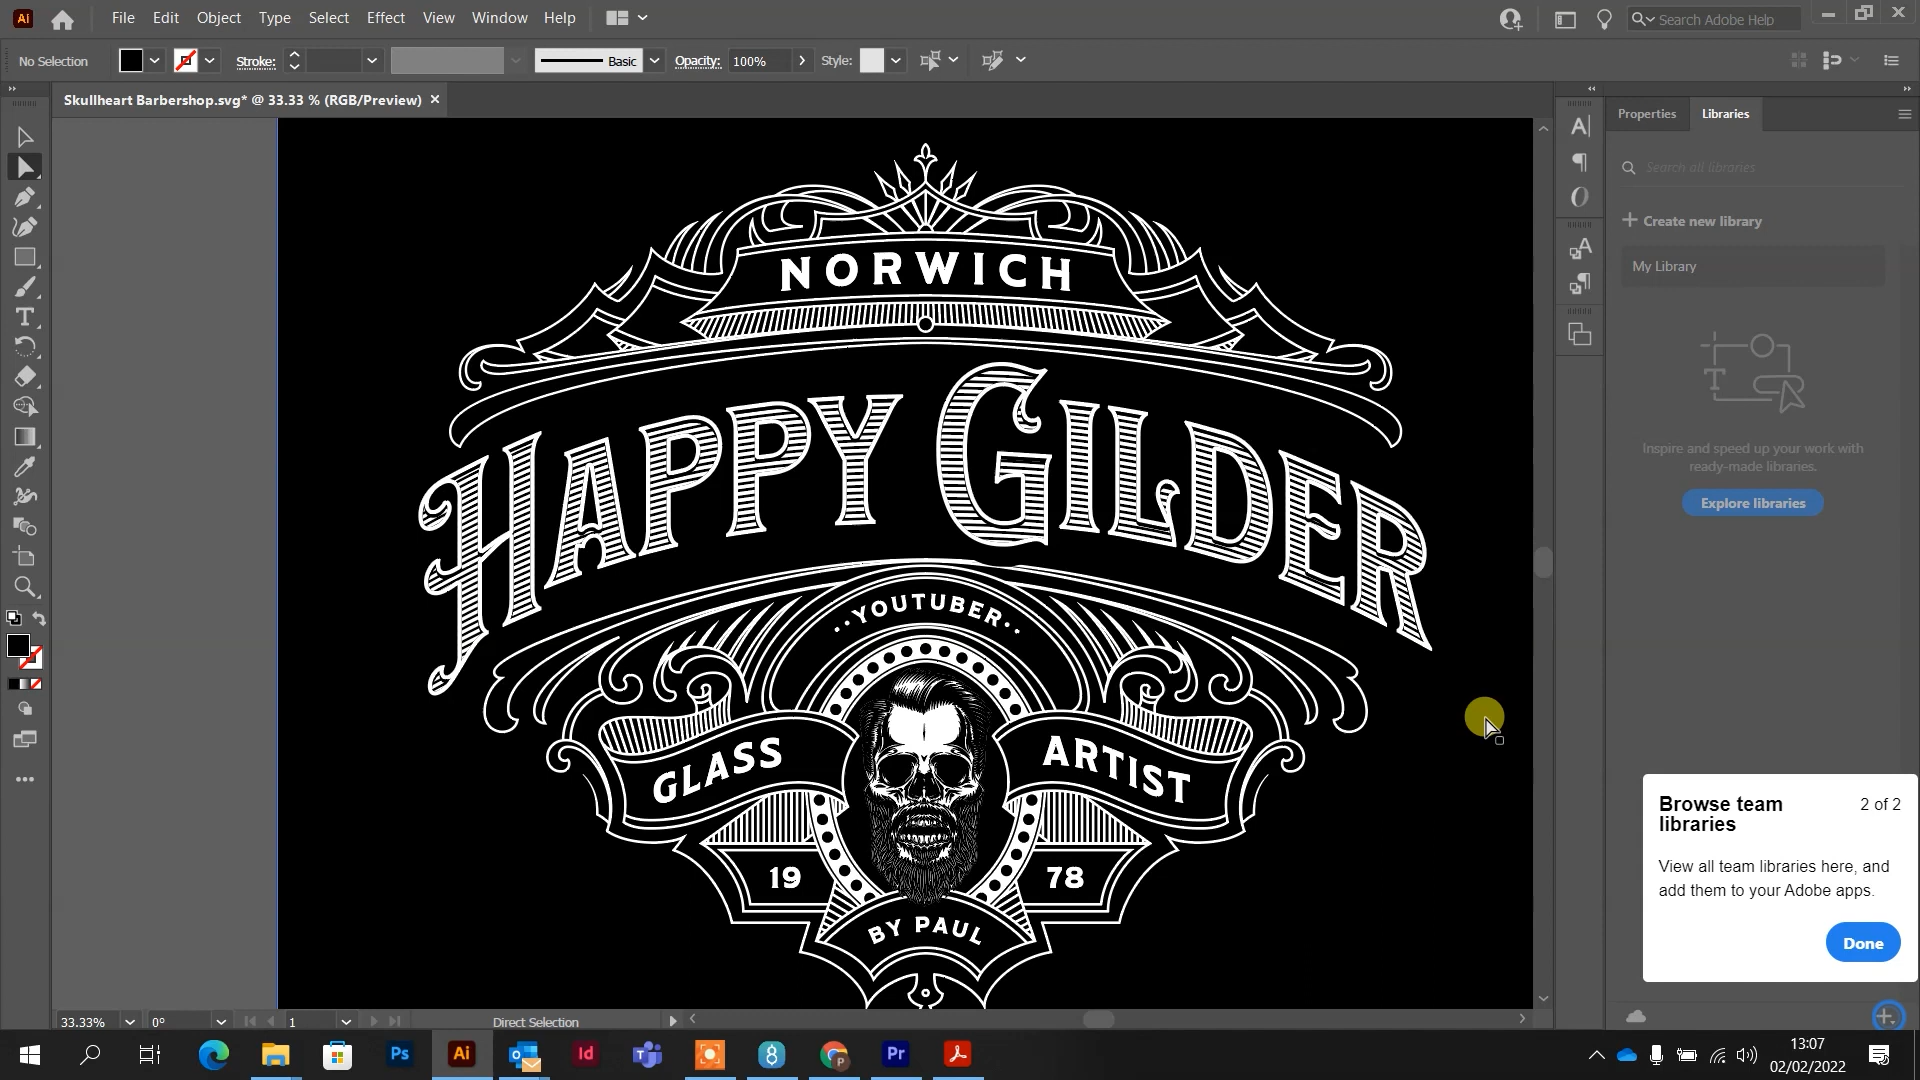 Ai File Edit Object Type Select Effect View Window Help Search Adobe Help
No Selection Stroke: Basic Opacity: 100% Style:
Skullheart Barbershop.svg* @ 33.33 % (RGB/Preview)
Properties Libraries
Search all libraries
Create new library
My Library
Inspire and speed up your work with
ready-made libraries.
Explore libraries
NORWICH
HAPPY GILDER
··YOUTUBER··
GLASS ARTIST
19 78
BY PAUL
Browse team
libraries
2 of 2
View all team libraries here, and
add them to your Adobe apps.
Done
33.33% 0° 1 Direct Selection
Ps Ai Id Pr
13:07
02/02/2022